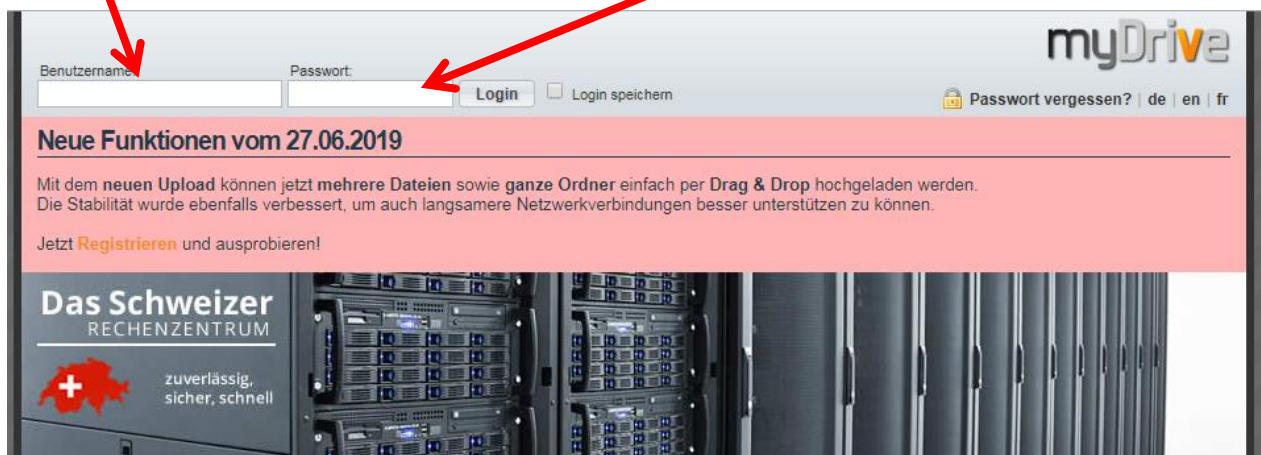 myDrive
Benutzername:
Passwort:
Login
Login speichern
Passwort vergessen? | de | en | fr
Neue Funktionen vom 27.06.2019
Mit dem neuen Upload können jetzt mehrere Dateien sowie ganze Ordner einfach per Drag & Drop hochgeladen werden.
Die Stabilität wurde ebenfalls verbessert, um auch langsamere Netzwerkverbindungen besser unterstützen zu können.
Jetzt Registrieren und ausprobieren!
Das Schweizer
RECHENZENTRUM
zuverlässig,
sicher, schnell